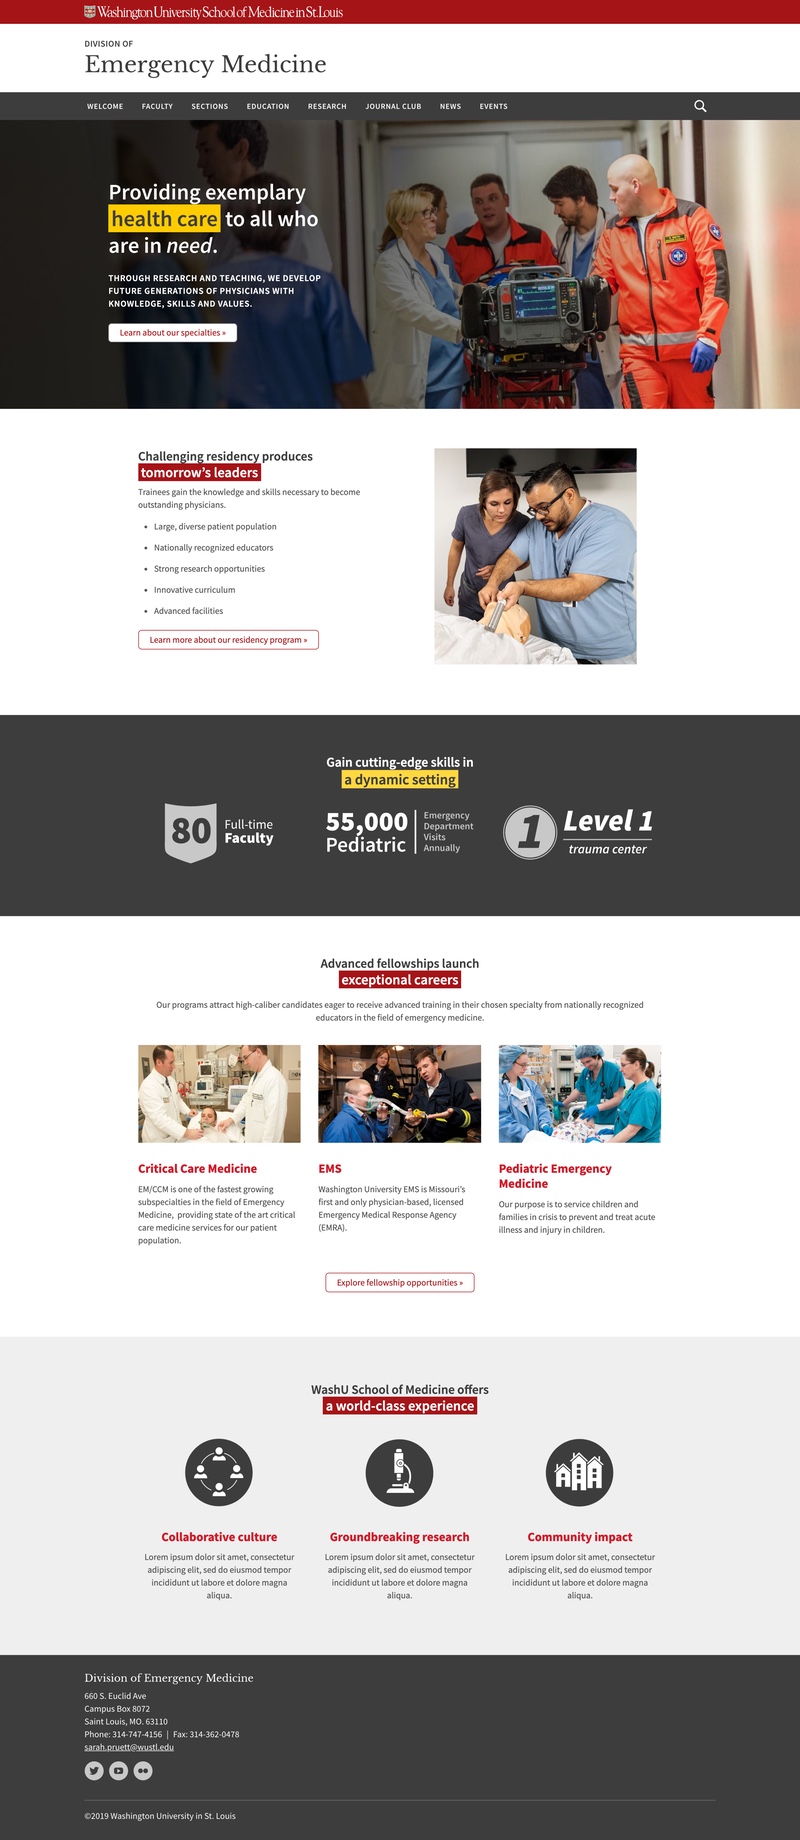 Washington University School of Medicine in St. Louis
DIVISION OF
Emergency Medicine
WELCOME FACULTY SECTIONS EDUCATION RESEARCH JOURNAL CLUB NEWS EVENTS
Providing exemplary
health care to all who
are in need.
THROUGH RESEARCH AND TEACHING, WE DEVELOP
FUTURE GENERATIONS OF PHYSICIANS WITH
KNOWLEDGE, SKILLS AND VALUES.
Learn about our specialties »
Challenging residency produces
tomorrow’s leaders
Trainees gain the knowledge and skills necessary to become
outstanding physicians.
• Large, diverse patient population
• Nationally recognized educators
• Strong research opportunities
• Innovative curriculum
• Advanced facilities
Learn more about our residency program »
Gain cutting-edge skills in
a dynamic setting
80
Full-time
Faculty
55,000
Pediatric
Emergency
Department
Visits
Annually
1
Level 1
trauma center
Advanced fellowships launch
exceptional careers
Our programs attract high-caliber candidates eager to receive advanced training in their chosen specialty from nationally recognized
educators in the field of emergency medicine.
Critical Care Medicine
EM/CCM is one of the fastest growing
subspecialties in the field of Emergency
Medicine, providing state of the art critical
care medicine services for our patient
population.
EMS
Washington University EMS is Missouri’s
first and only physician-based, licensed
Emergency Medical Response Agency
(EMRA).
Pediatric Emergency
Medicine
Our purpose is to service children and
families in crisis to prevent and treat acute
illness and injury in children.
Explore fellowship opportunities »
WashU School of Medicine offers
a world-class experience
Collaborative culture
Lorem ipsum dolor sit amet, consectetur
adipiscing elit, sed do eiusmod tempor
incididunt ut labore et dolore magna
aliqua.
Groundbreaking research
Lorem ipsum dolor sit amet, consectetur
adipiscing elit, sed do eiusmod tempor
incididunt ut labore et dolore magna
aliqua.
Community impact
Lorem ipsum dolor sit amet, consectetur
adipiscing elit, sed do eiusmod tempor
incididunt ut labore et dolore magna
aliqua.
Division of Emergency Medicine
660 S. Euclid Ave
Campus Box 8072
Saint Louis, MO. 63110
Phone: 314-747-4156 | Fax: 314-362-0478
sarah.pruett@wustl.edu
©2019 Washington University in St. Louis